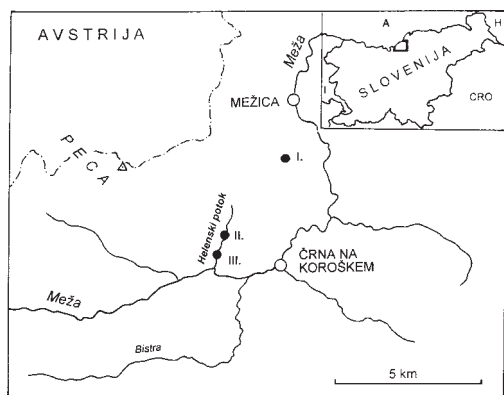 AVSTRIJA
Meža
A
H
SLOVENIJA
I
CRO
MEŽICA
PECA
I.
Helenski potok
II.
III.
ČRNA NA
KOROŠKEM
Meža
Bistra
5 km